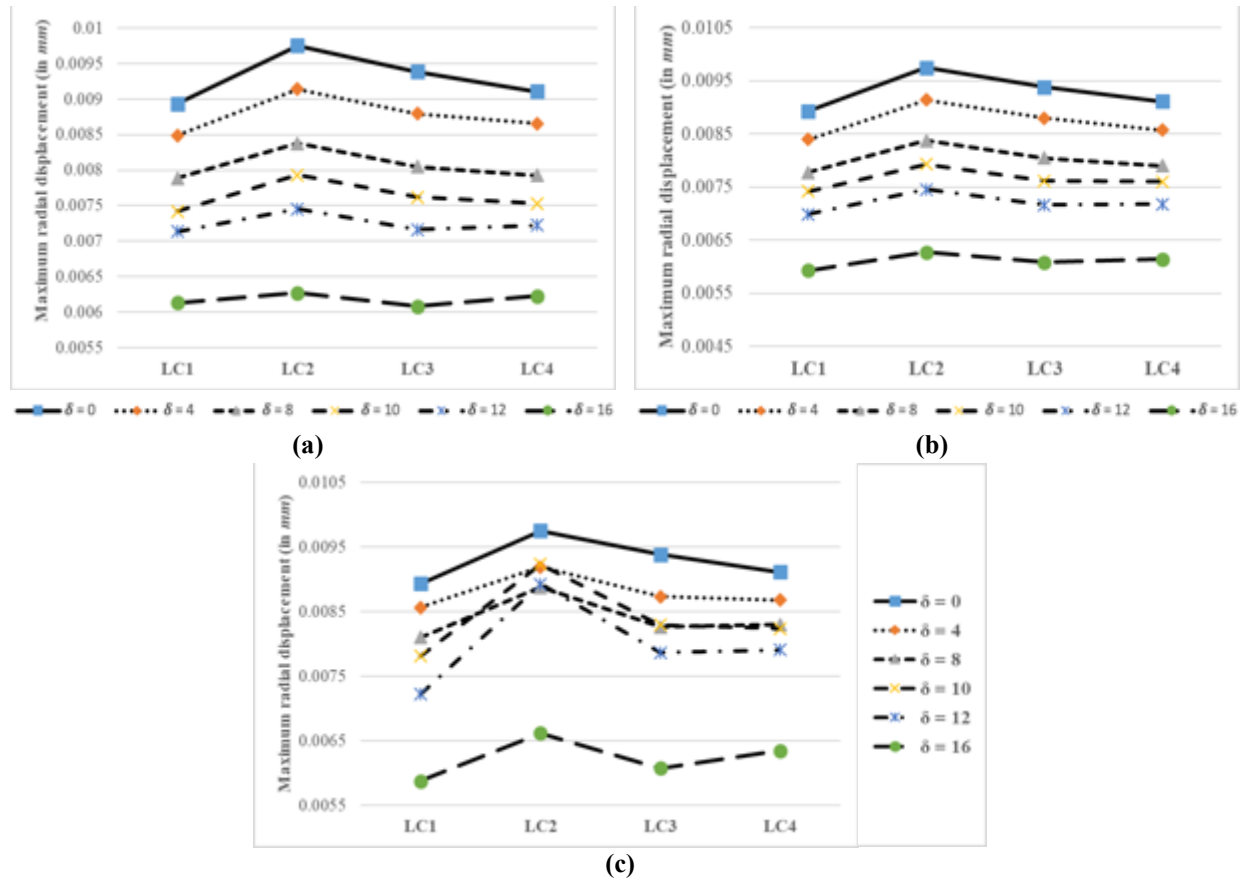 Maximum radial displacement (in mm)
0.01
0.0095
0.009
0.0085
0.008
0.0075
0.007
0.0065
0.006
0.0055
LC1 LC2 LC3 LC4
δ = 0 δ = 4 δ = 8 δ = 10 δ = 12 δ = 16
(a)
Maximum radial displacement (in mm)
0.0105
0.0095
0.0085
0.0075
0.0065
0.0055
0.0045
LC1 LC2 LC3 LC4
δ = 0 δ = 4 δ = 8 δ = 10 δ = 12 δ = 16
(b)
Maximum radial displacement (in mm)
0.0105
0.0095
0.0085
0.0075
0.0065
0.0055
LC1 LC2 LC3 LC4
δ = 0
δ = 4
δ = 8
δ = 10
δ = 12
δ = 16
(c)